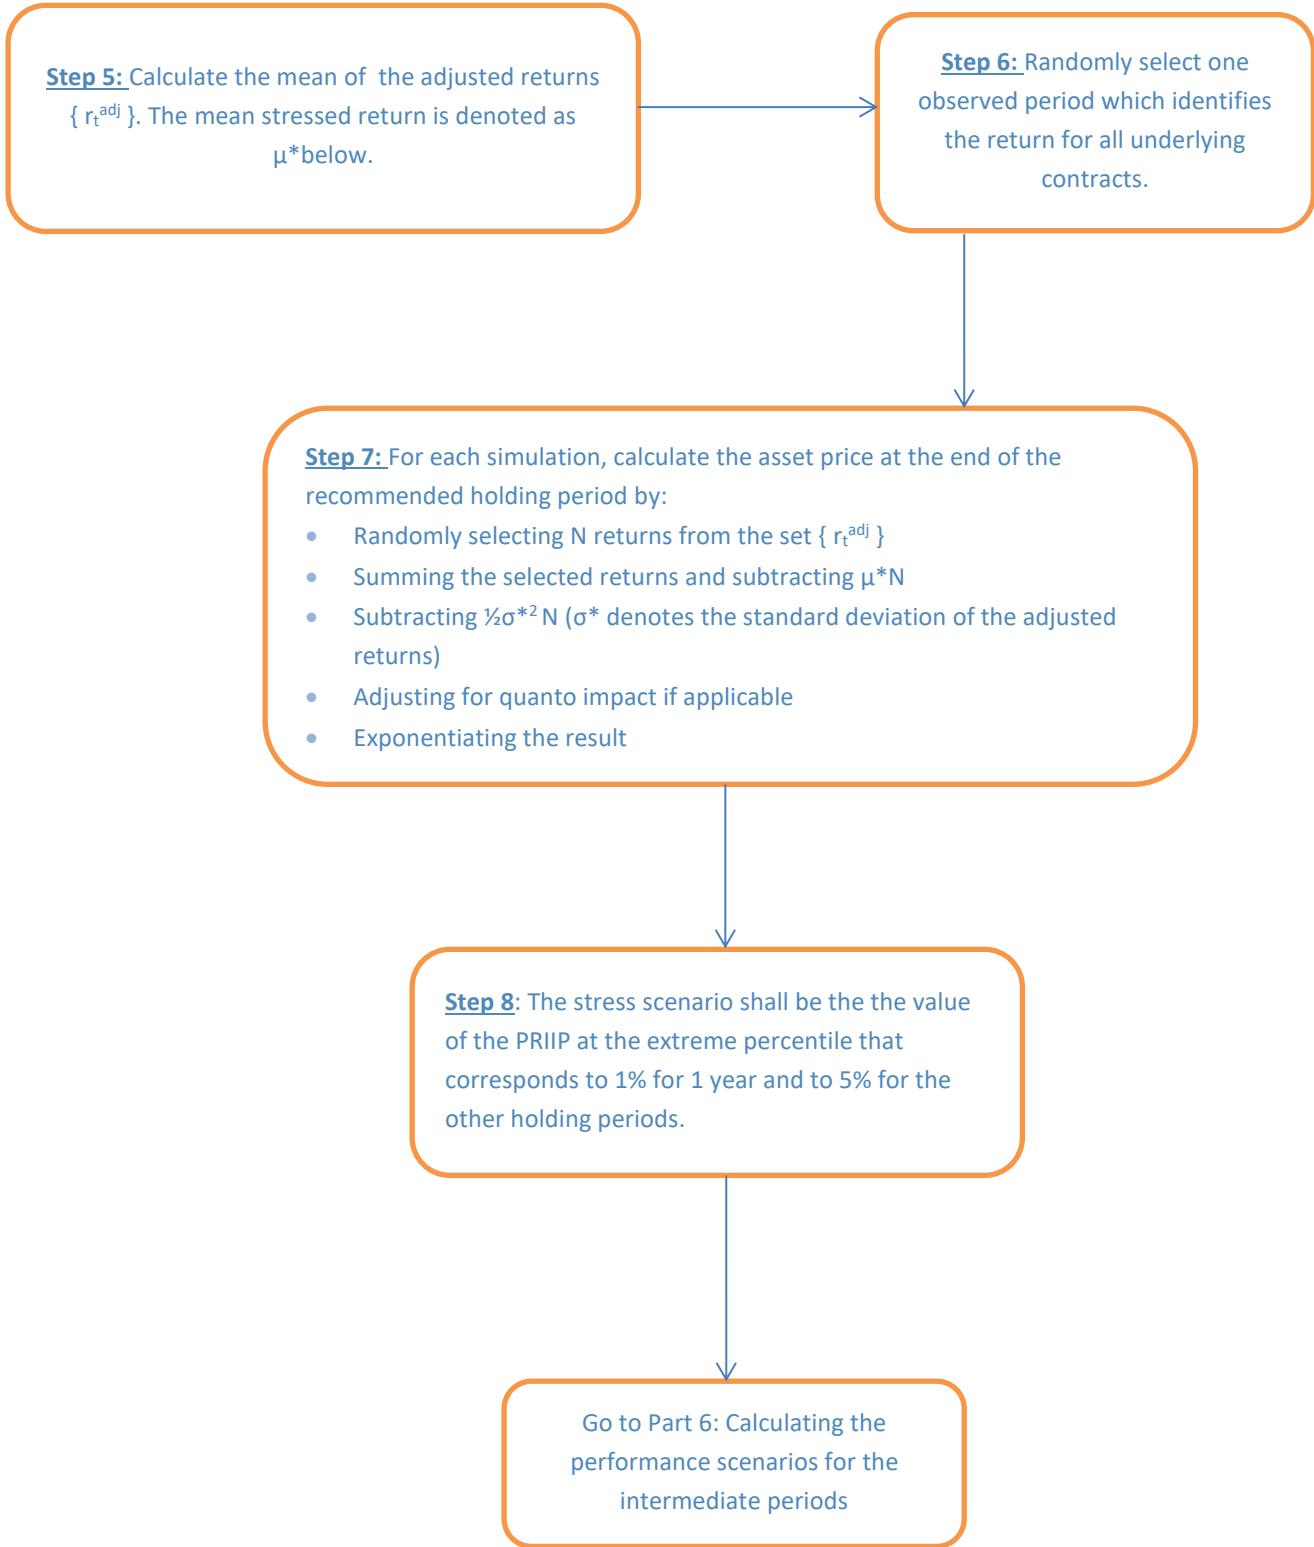 Step 5: Calculate the mean of  the adjusted returns
{ rₜᵃᵈʲ }. The mean stressed return is denoted as
µ*below.
Step 6: Randomly select one
observed period which identifies
the return for all underlying
contracts.
Step 7: For each simulation, calculate the asset price at the end of the
recommended holding period by:
• Randomly selecting N returns from the set { rₜᵃᵈʲ }
• Summing the selected returns and subtracting µ*N
• Subtracting ½σ*² N (σ* denotes the standard deviation of the adjusted
returns)
• Adjusting for quanto impact if applicable
• Exponentiating the result
Step 8: The stress scenario shall be the the value
of the PRIIP at the extreme percentile that
corresponds to 1% for 1 year and to 5% for the
other holding periods.
Go to Part 6: Calculating the
performance scenarios for the
intermediate periods